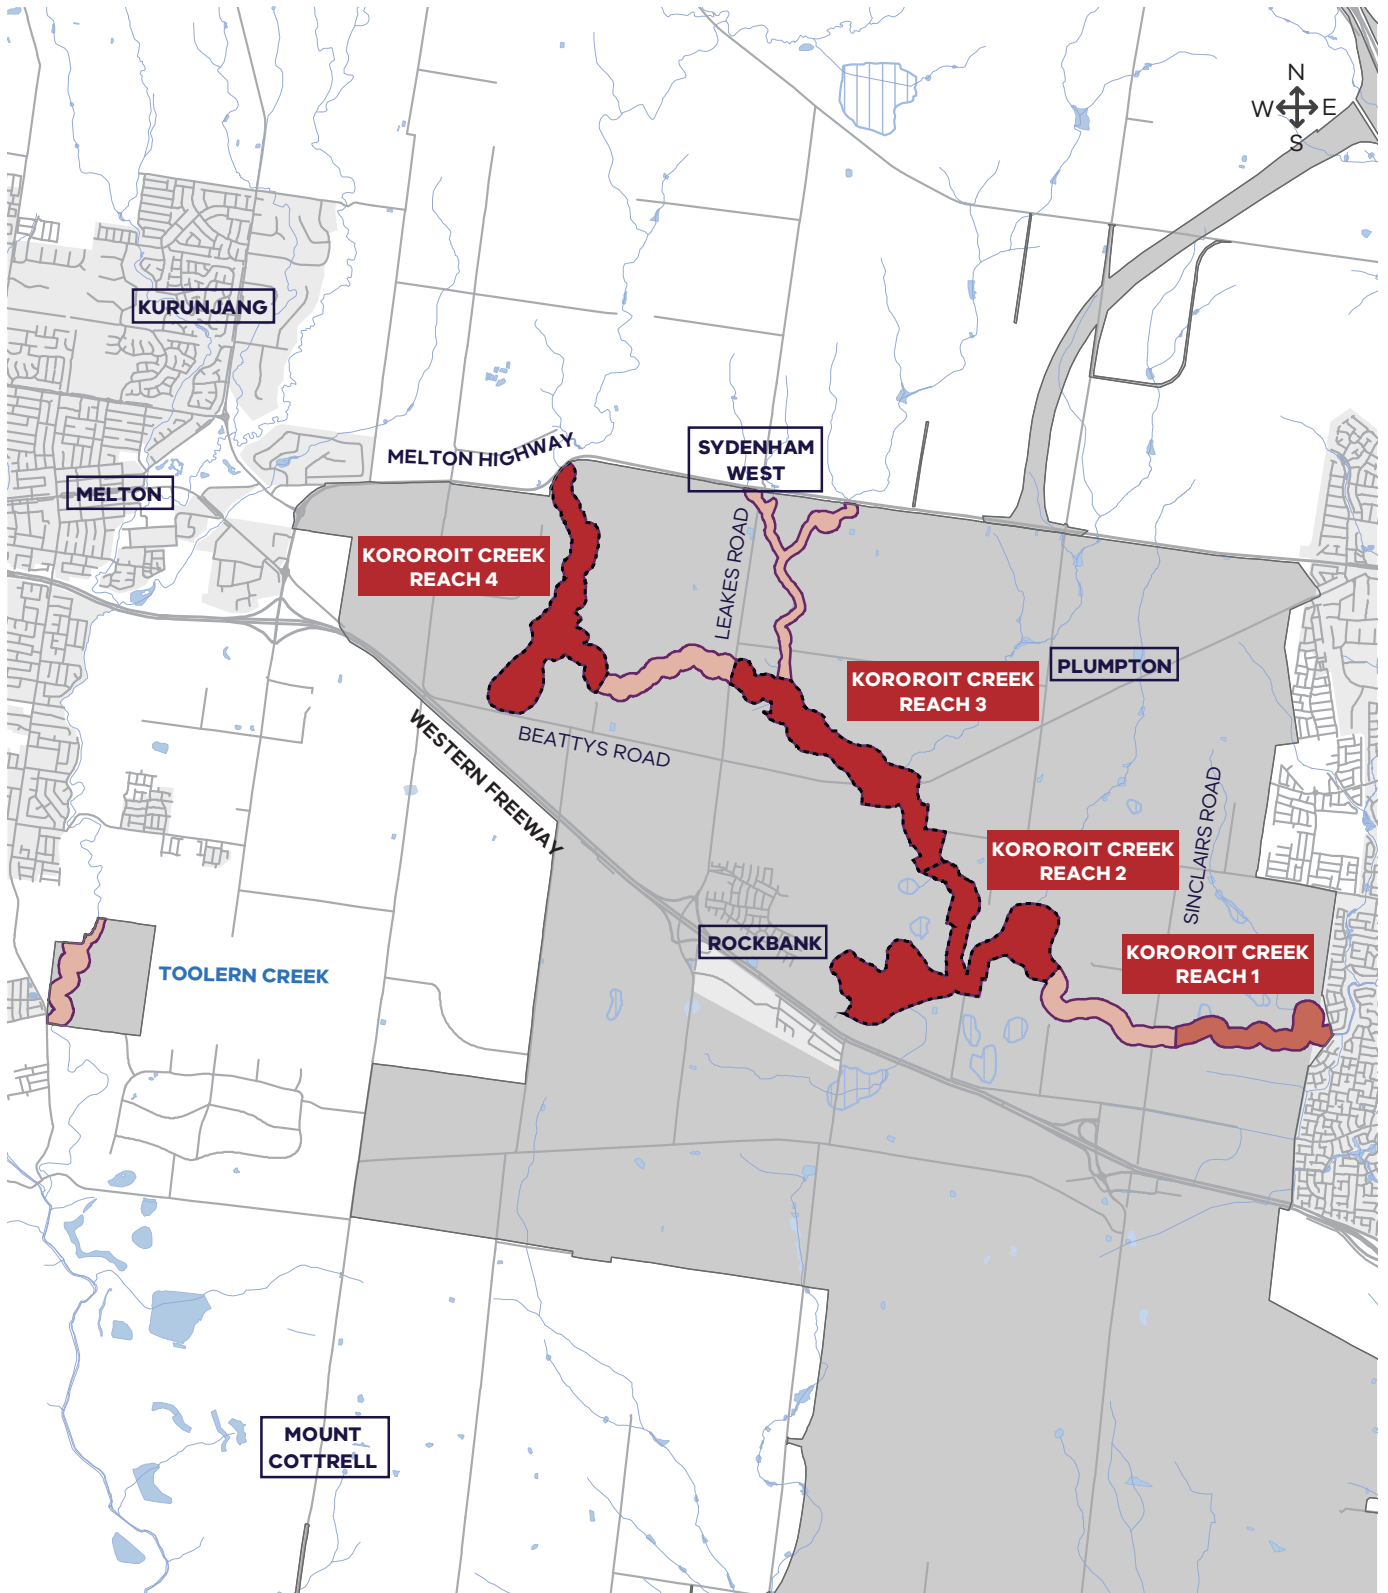 N
W E
S
KURUNJANG
MELTON HIGHWAY
SYDENHAM
WEST
MELTON
LEAKES ROAD
KOROROIT CREEK
REACH 4
PLUMPTON
KOROROIT CREEK
REACH 3
BEATTYS ROAD
WESTERN FREEWAY
SINCLAIRS ROAD
KOROROIT CREEK
REACH 2
ROCKBANK
KOROROIT CREEK
REACH 1
TOOLERN CREEK
MOUNT
COTTRELL